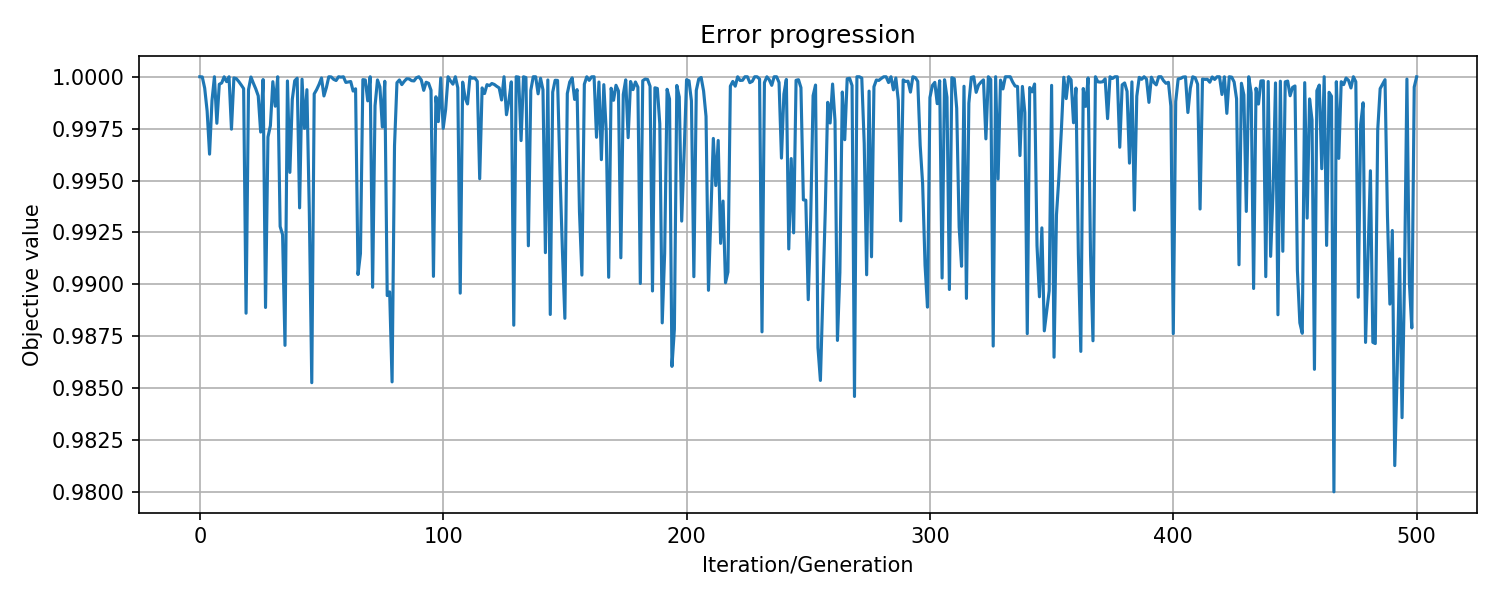 Error progression
1.0000
0.9975
0.9950
0.9925
0.9900
0.9875
0.9850
0.9825
0.9800
Objective value
0 100 200 300 400 500
Iteration/Generation